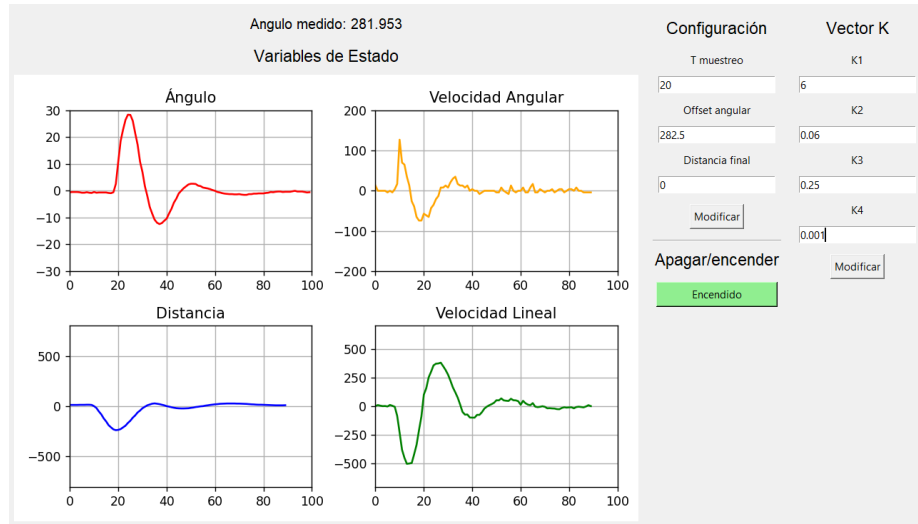 Angulo medido: 281.953
Variables de Estado
Ángulo
30
20
10
0
−10
−20
−30
0 20 40 60 80 100
Velocidad Angular
200
100
0
−100
−200
0 20 40 60 80 100
Distancia
500
0
−500
0 20 40 60 80 100
Velocidad Lineal
500
250
0
−250
−500
0 20 40 60 80 100
Configuración
T muestreo
20
Offset angular
282.5
Distancia final
0
Modificar
Apagar/encender
Encendido
Vector K
K1
6
K2
0.06
K3
0.25
K4
0.001
Modificar